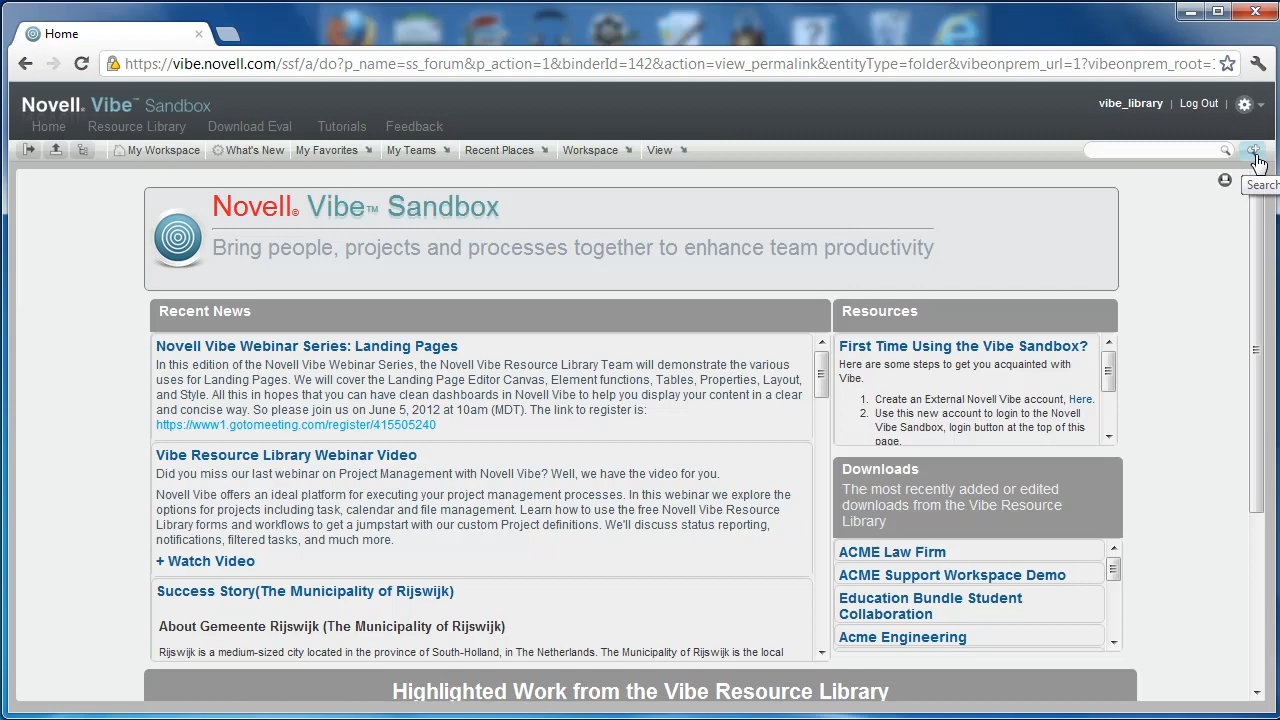 Home
https://vibe.novell.com/ssf/a/do?p_name=ss_forum&p_action=1&binderId=142&action=view_permalink&entityType=folder&vibeonprem_url=1?vibeonprem_root=1
Novell® Vibe™ Sandbox
vibe_library | Log Out |
Home Resource Library Download Eval Tutorials Feedback
My Workspace What's New My Favorites My Teams Recent Places Workspace View
Search
Novell® Vibe™ Sandbox
Bring people, projects and processes together to enhance team productivity
Recent News
Novell Vibe Webinar Series: Landing Pages
In this edition of the Novell Vibe Webinar Series, the Novell Vibe Resource Library Team will demonstrate the various
uses for Landing Pages. We will cover the Landing Page Editor Canvas, Element functions, Tables, Properties, Layout,
and Style. All this in hopes that you can have clean dashboards in Novell Vibe to help you display your content in a clear
and concise way. So please join us on June 5, 2012 at 10am (MDT). The link to register is:
https://www1.gotomeeting.com/register/415505240
Vibe Resource Library Webinar Video
Did you miss our last webinar on Project Management with Novell Vibe? Well, we have the video for you.
Novell Vibe offers an ideal platform for executing your project management processes. In this webinar we explore the
options for projects including task, calendar and file management. Learn how to use the free Novell Vibe Resource
Library forms and workflows to get a jumpstart with our custom Project definitions. We'll discuss status reporting,
notifications, filtered tasks, and much more.
+ Watch Video
Success Story(The Municipality of Rijswijk)
About Gemeente Rijswijk (The Municipality of Rijswijk)
Rijswijk is a medium-sized city located in the province of South-Holland, in The Netherlands. The Municipality of Rijswijk is the local
Resources
First Time Using the Vibe Sandbox?
Here are some steps to get you acquainted with
Vibe.
1. Create an External Novell Vibe account, Here.
2. Use this new account to login to the Novell
Vibe Sandbox, login button at the top of this
page.
Downloads
The most recently added or edited
downloads from the Vibe Resource
Library
ACME Law Firm
ACME Support Workspace Demo
Education Bundle Student
Collaboration
Acme Engineering
Highlighted Work from the Vibe Resource Library